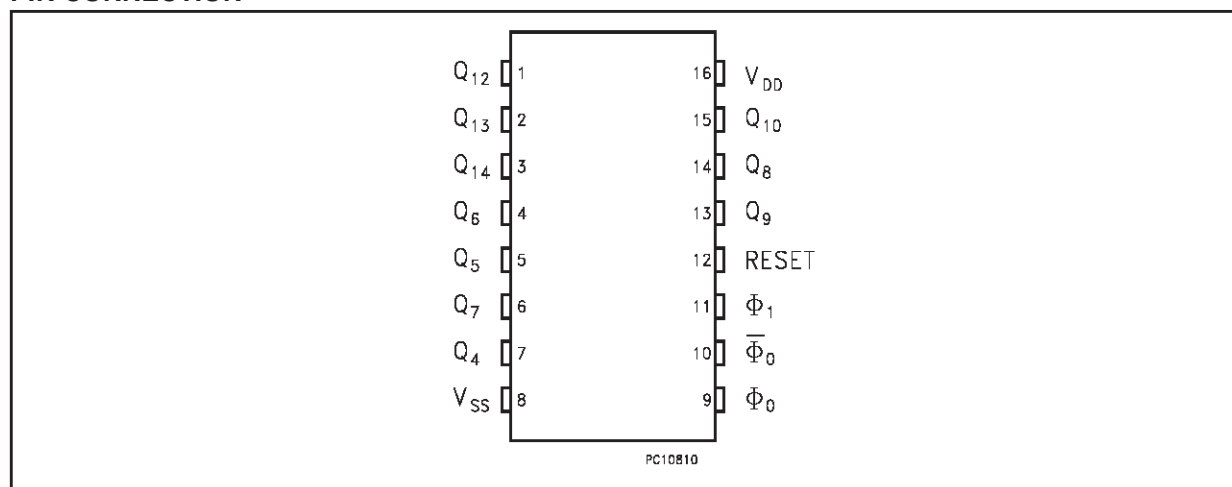 Q12 1 16 VDD
Q13 2 15 Q10
Q14 3 14 Q8
Q6 4 13 Q9
Q5 5 12 RESET
Q7 6 11 Φ1
Q4 7 10 Φ̅0
VSS 8 9 Φ0
PC10810